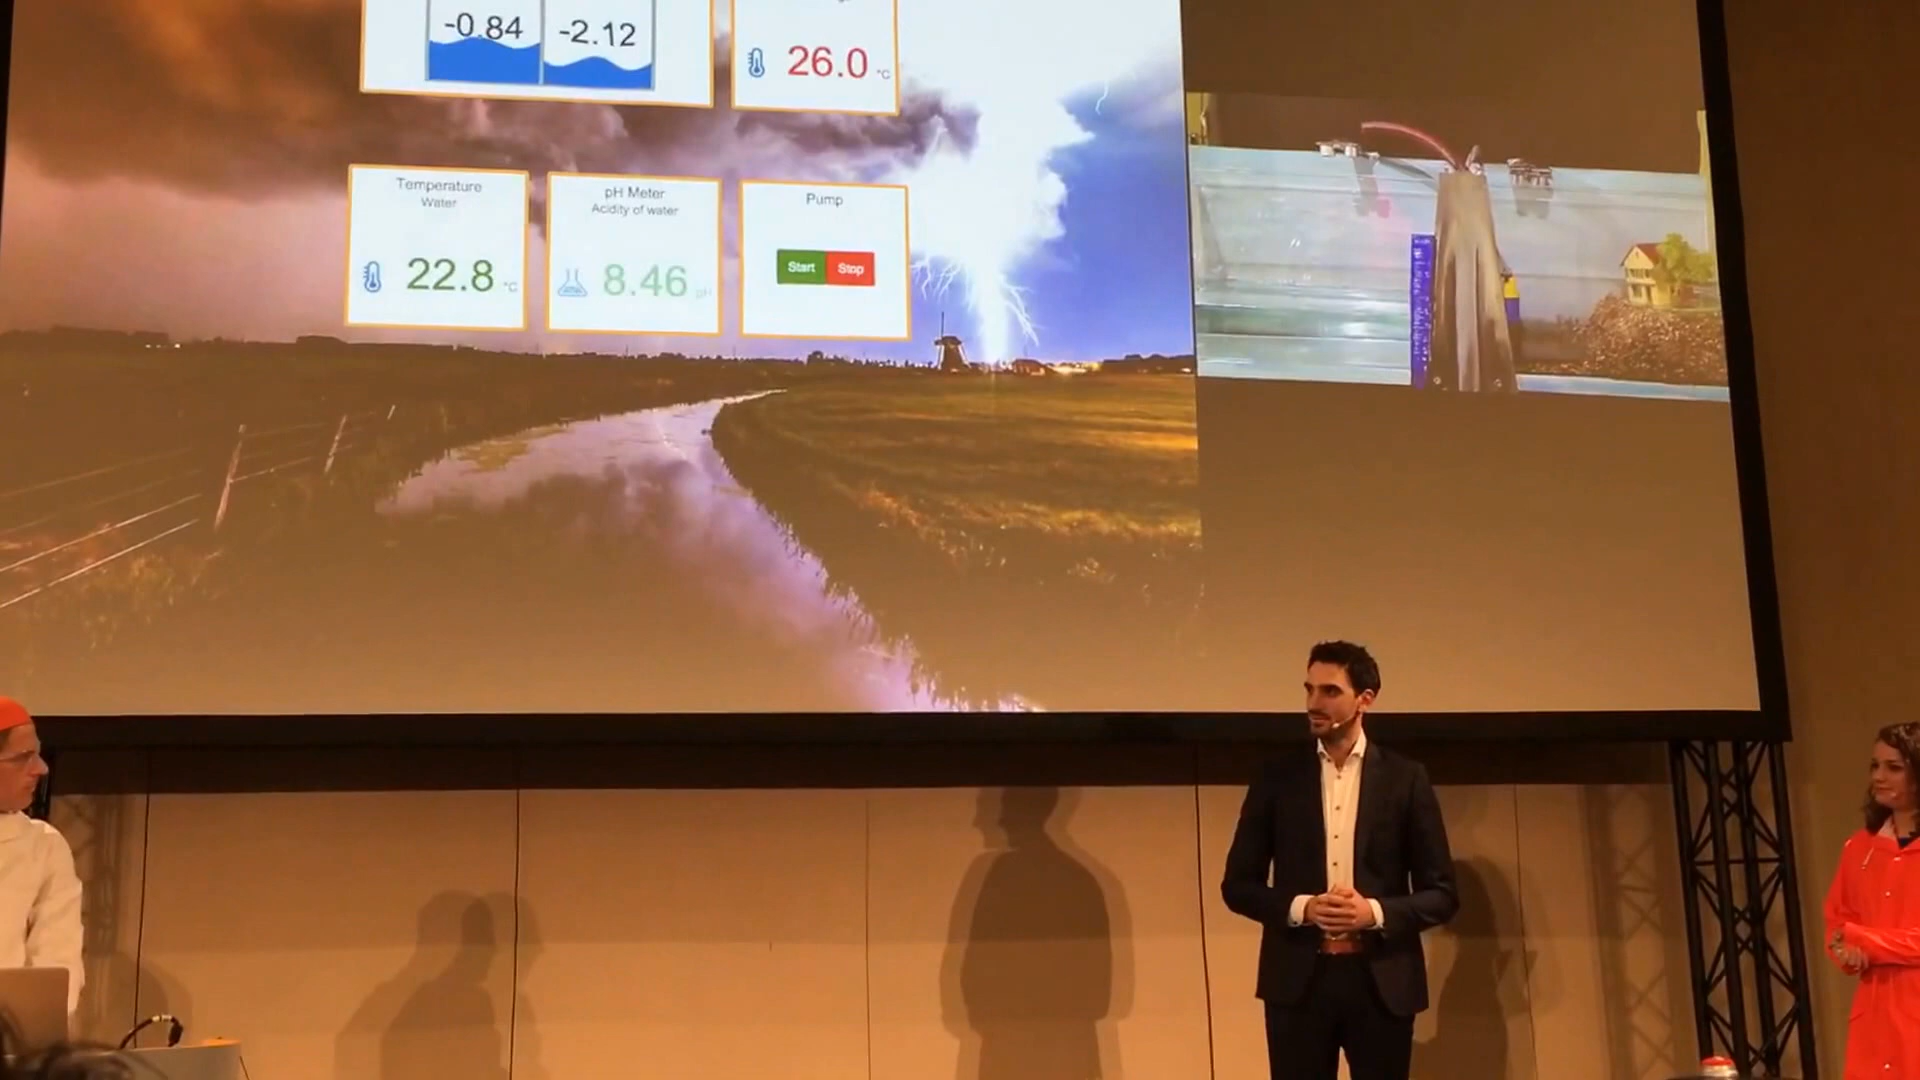 -0.84
-2.12
26.0 °C
Temperature
Water
22.8 °C
pH Meter
Acidity of water
8.46 pH
Pump
Start
Stop